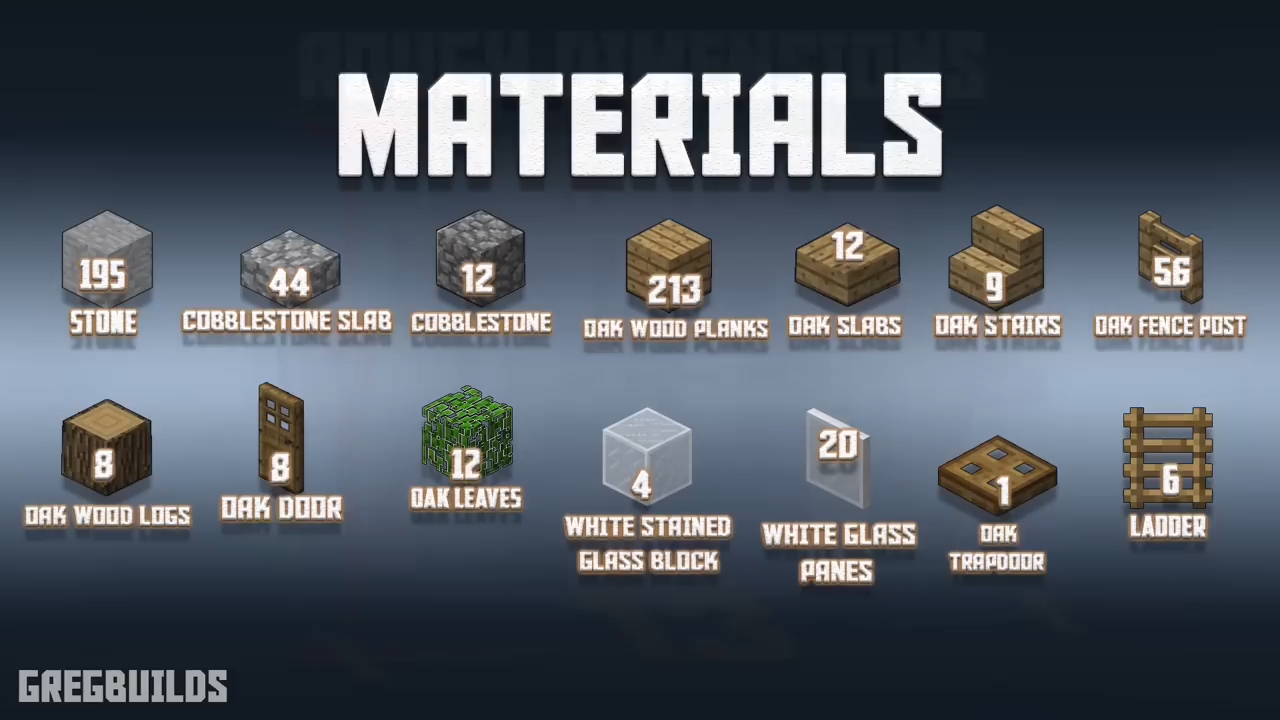 ROUGH DIMENSIONS
MATERIALS
195
STONE
44
COBBLESTONE SLAB
12
COBBLESTONE
213
OAK WOOD PLANKS
12
OAK SLABS
9
OAK STAIRS
56
OAK FENCE POST
8
OAK WOOD LOGS
8
OAK DOOR
12
OAK LEAVES
4
WHITE STAINED
GLASS BLOCK
20
WHITE GLASS
PANES
1
OAK
TRAPDOOR
6
LADDER
GREGBUILDS